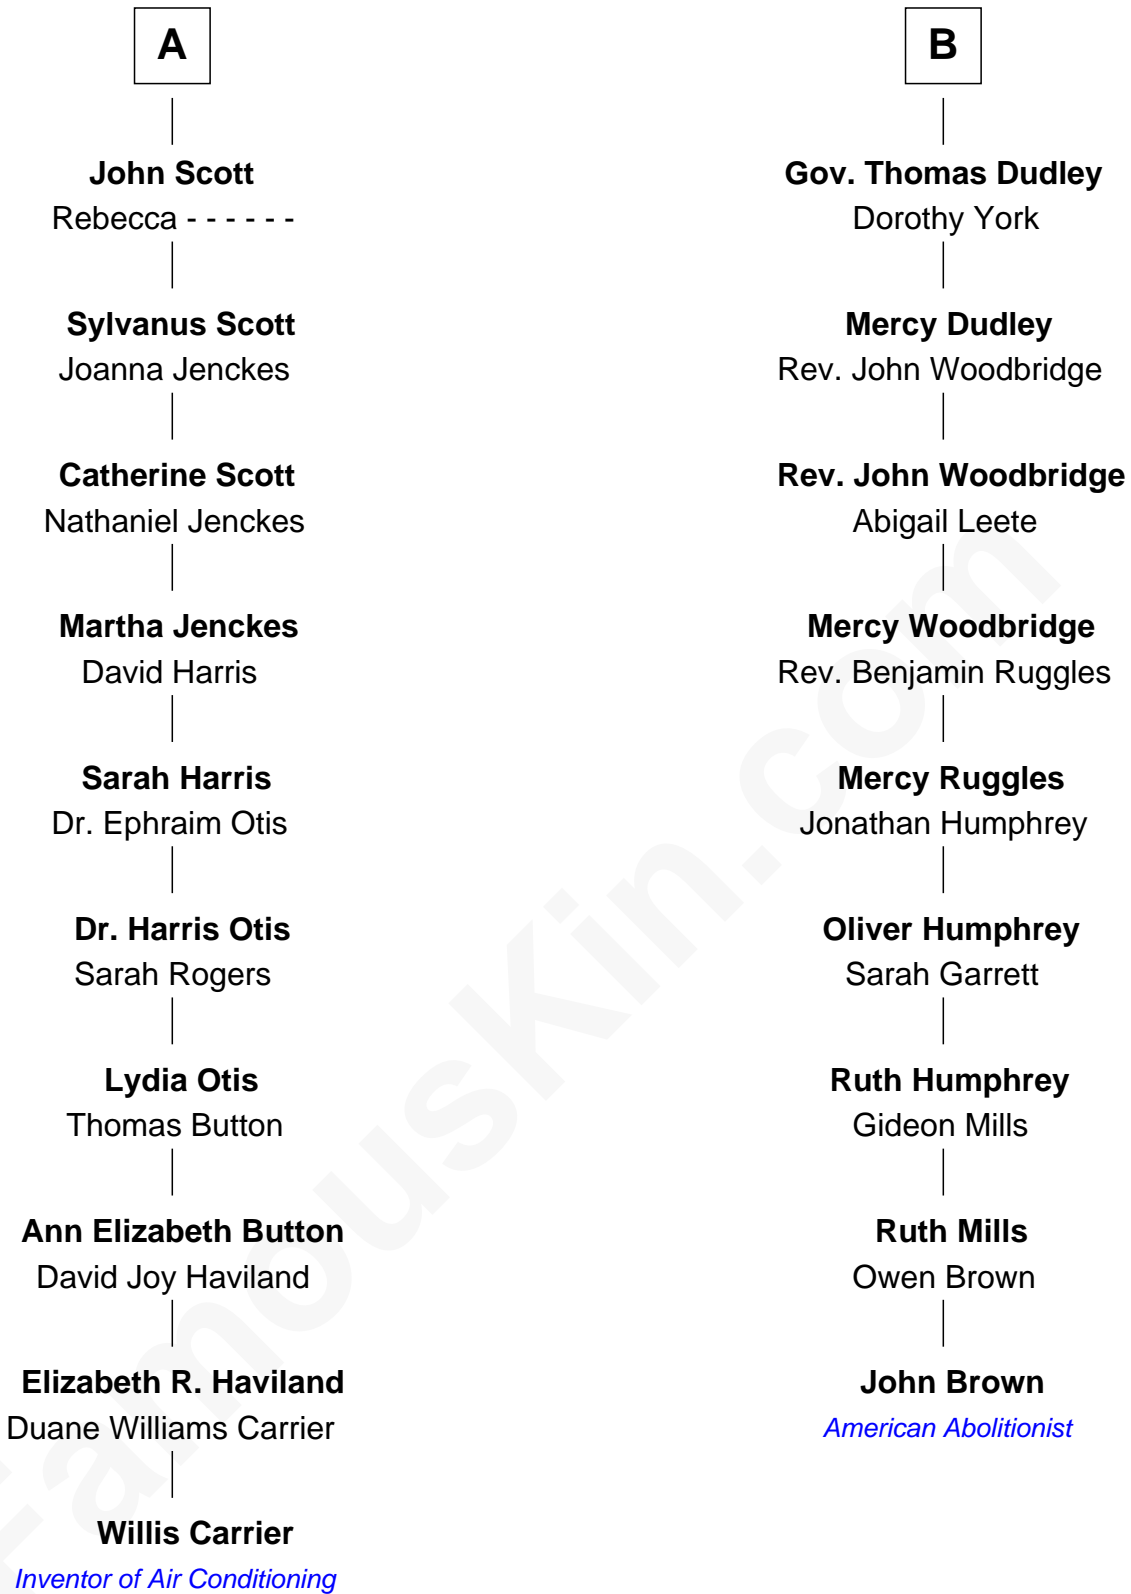 A
John Scott
Rebecca - - - - - -
Sylvanus Scott
Joanna Jenckes
Catherine Scott
Nathaniel Jenckes
Martha Jenckes
David Harris
Sarah Harris
Dr. Ephraim Otis
Dr. Harris Otis
Sarah Rogers
Lydia Otis
Thomas Button
Ann Elizabeth Button
David Joy Haviland
Elizabeth R. Haviland
Duane Williams Carrier
Willis Carrier
Inventor of Air Conditioning
B
Gov. Thomas Dudley
Dorothy York
Mercy Dudley
Rev. John Woodbridge
Rev. John Woodbridge
Abigail Leete
Mercy Woodbridge
Rev. Benjamin Ruggles
Mercy Ruggles
Jonathan Humphrey
Oliver Humphrey
Sarah Garrett
Ruth Humphrey
Gideon Mills
Ruth Mills
Owen Brown
John Brown
American Abolitionist
FamousKin.com